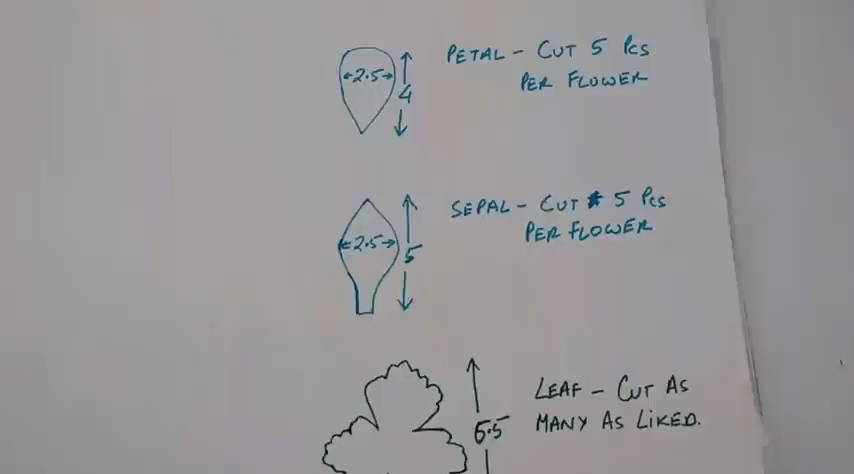 PETAL - CUT 5 Pcs
PER FLOWER
2.5
4
SEPAL - CUT 5 Pcs
PER FLOWER
2.5
5
LEAF - CUT AS
MANY AS LIKED.
6.5